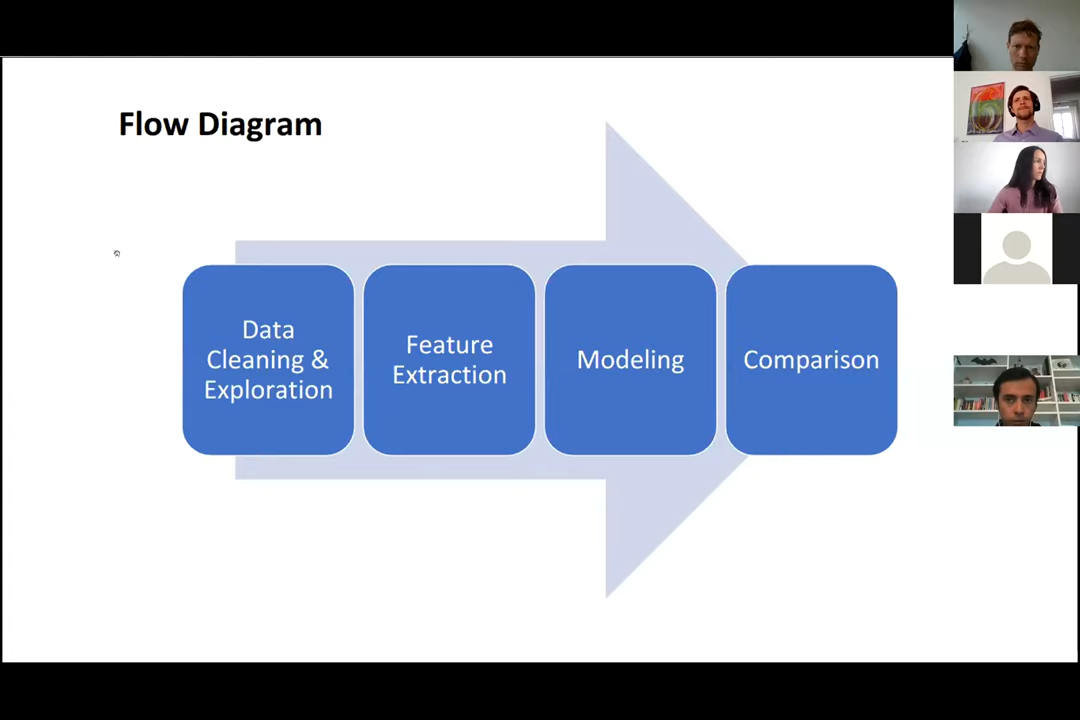 Flow Diagram
Data
Cleaning &
Exploration
Feature
Extraction
Modeling
Comparison